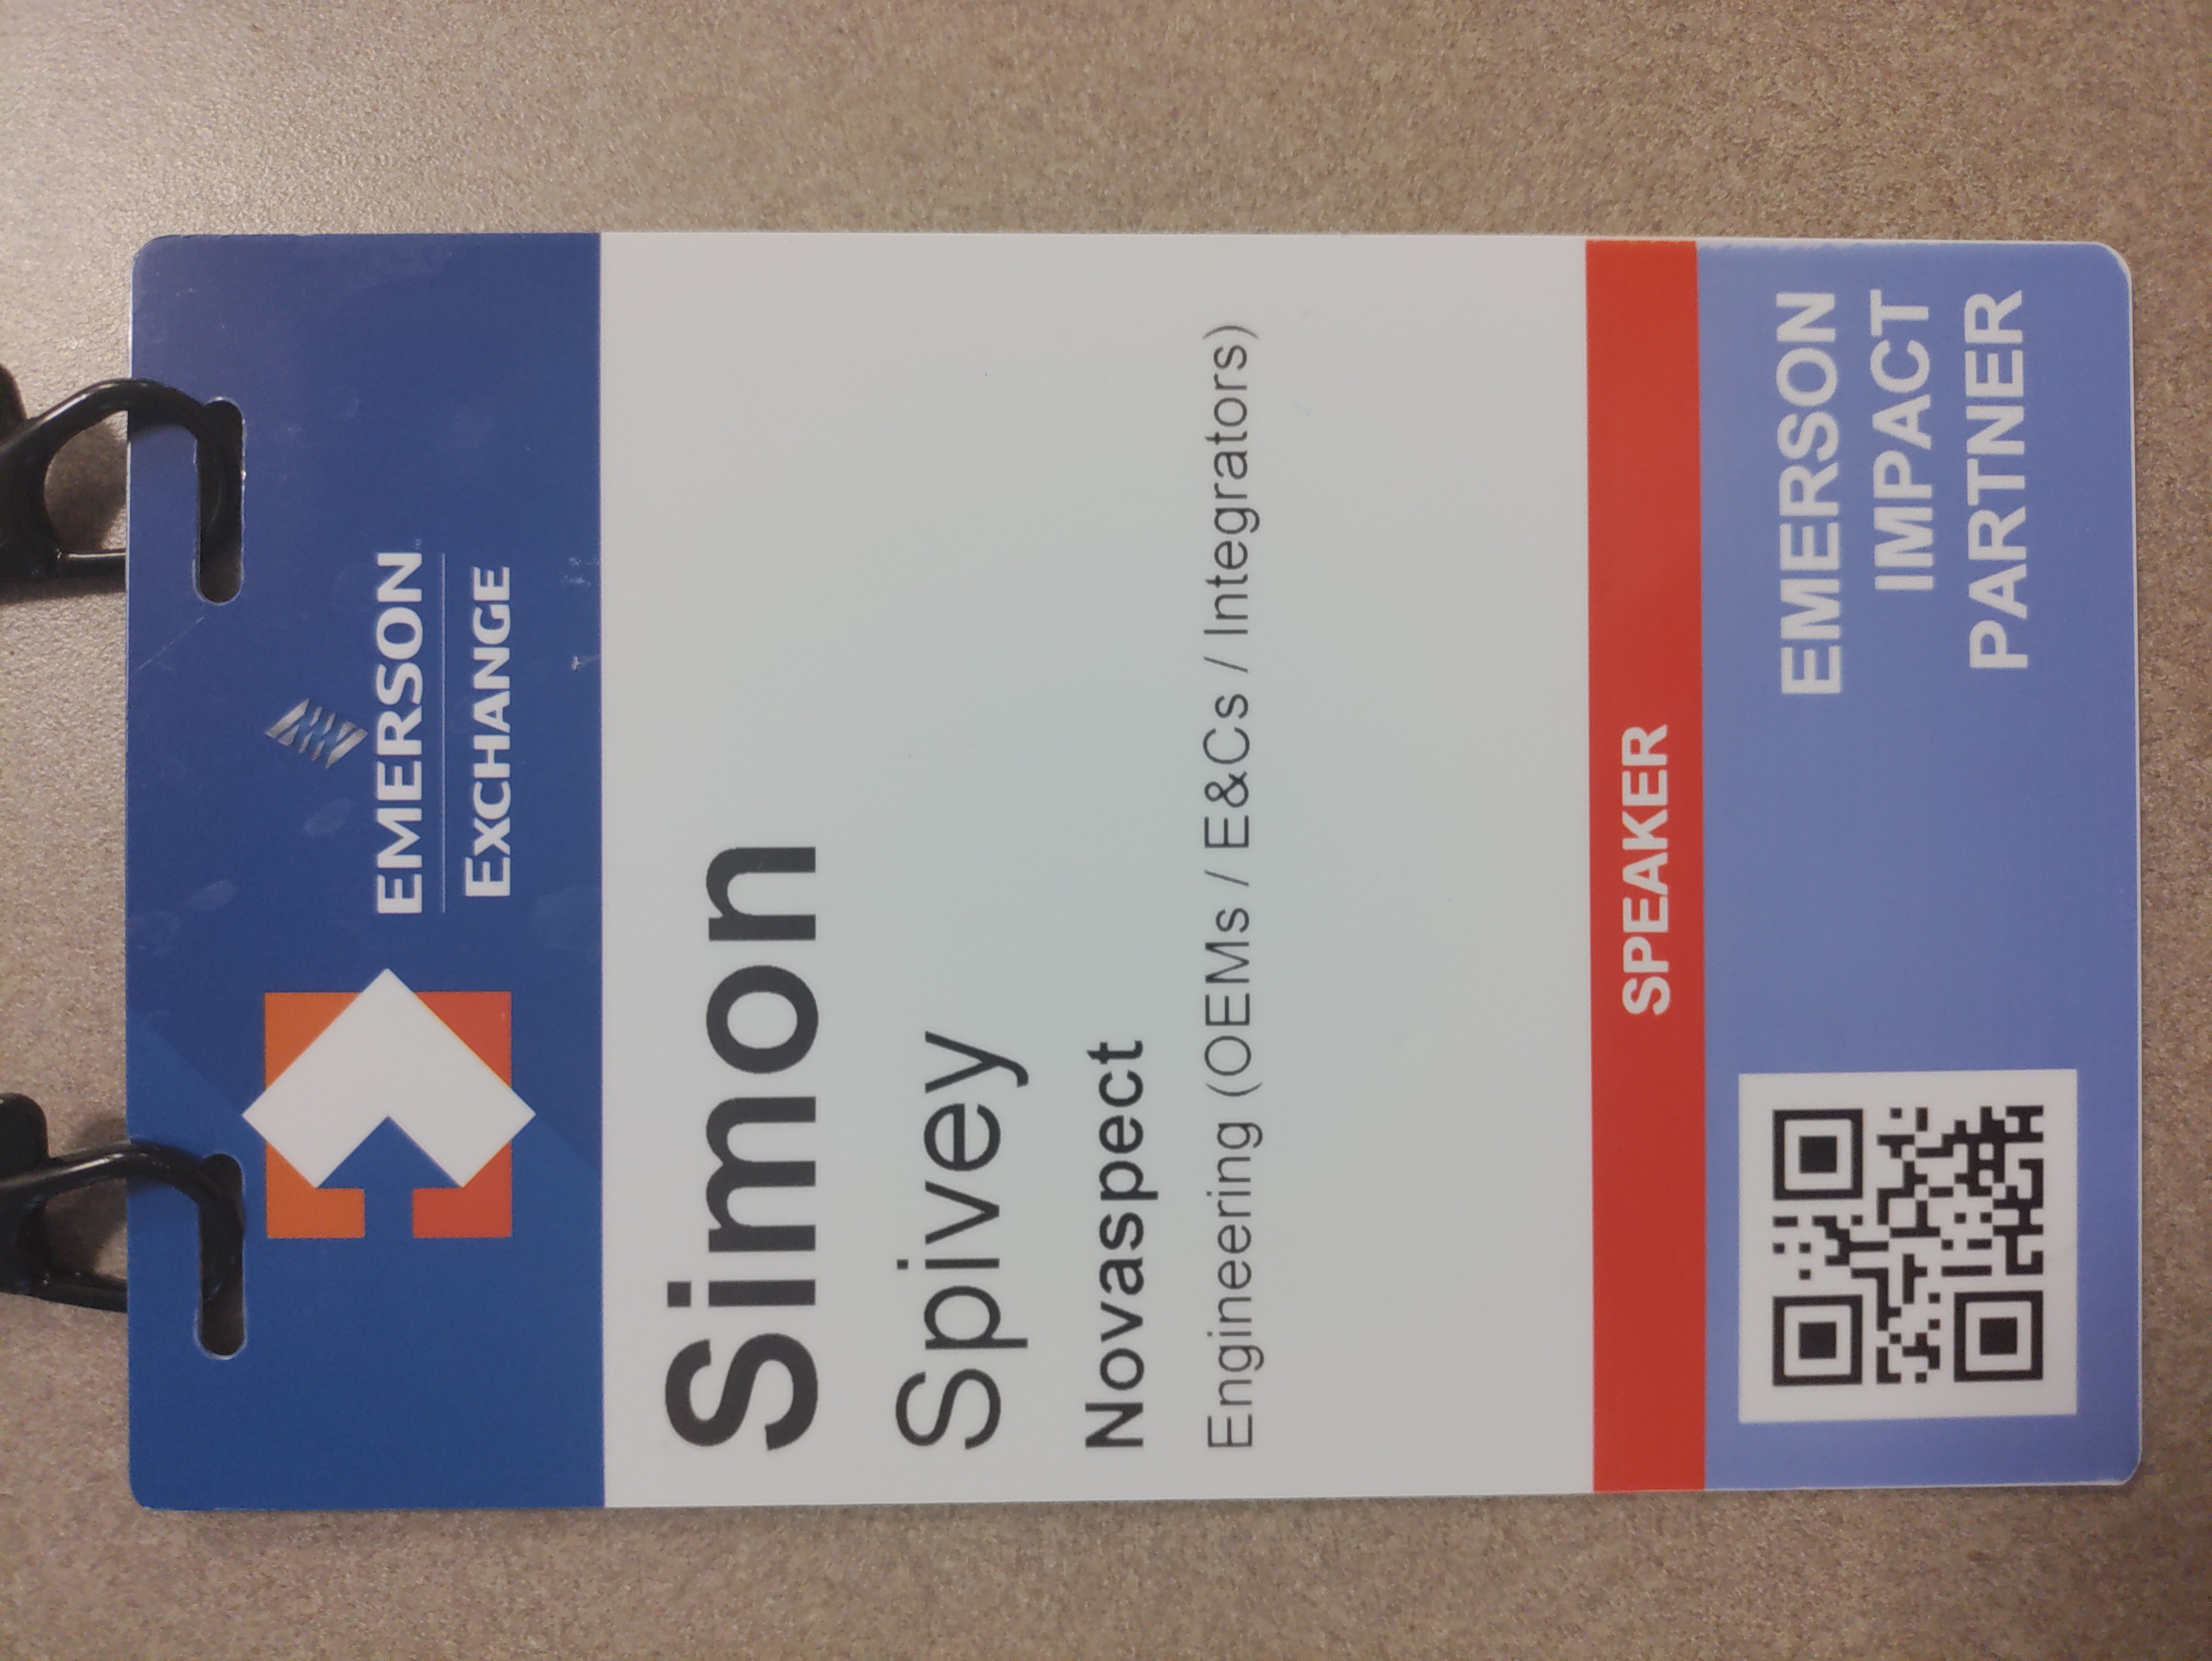 EMERSON
EXCHANGE
Simon
Spivey
Novaspect
Engineering (OEMs / E&Cs / Integrators)
SPEAKER
EMERSON
IMPACT
PARTNER